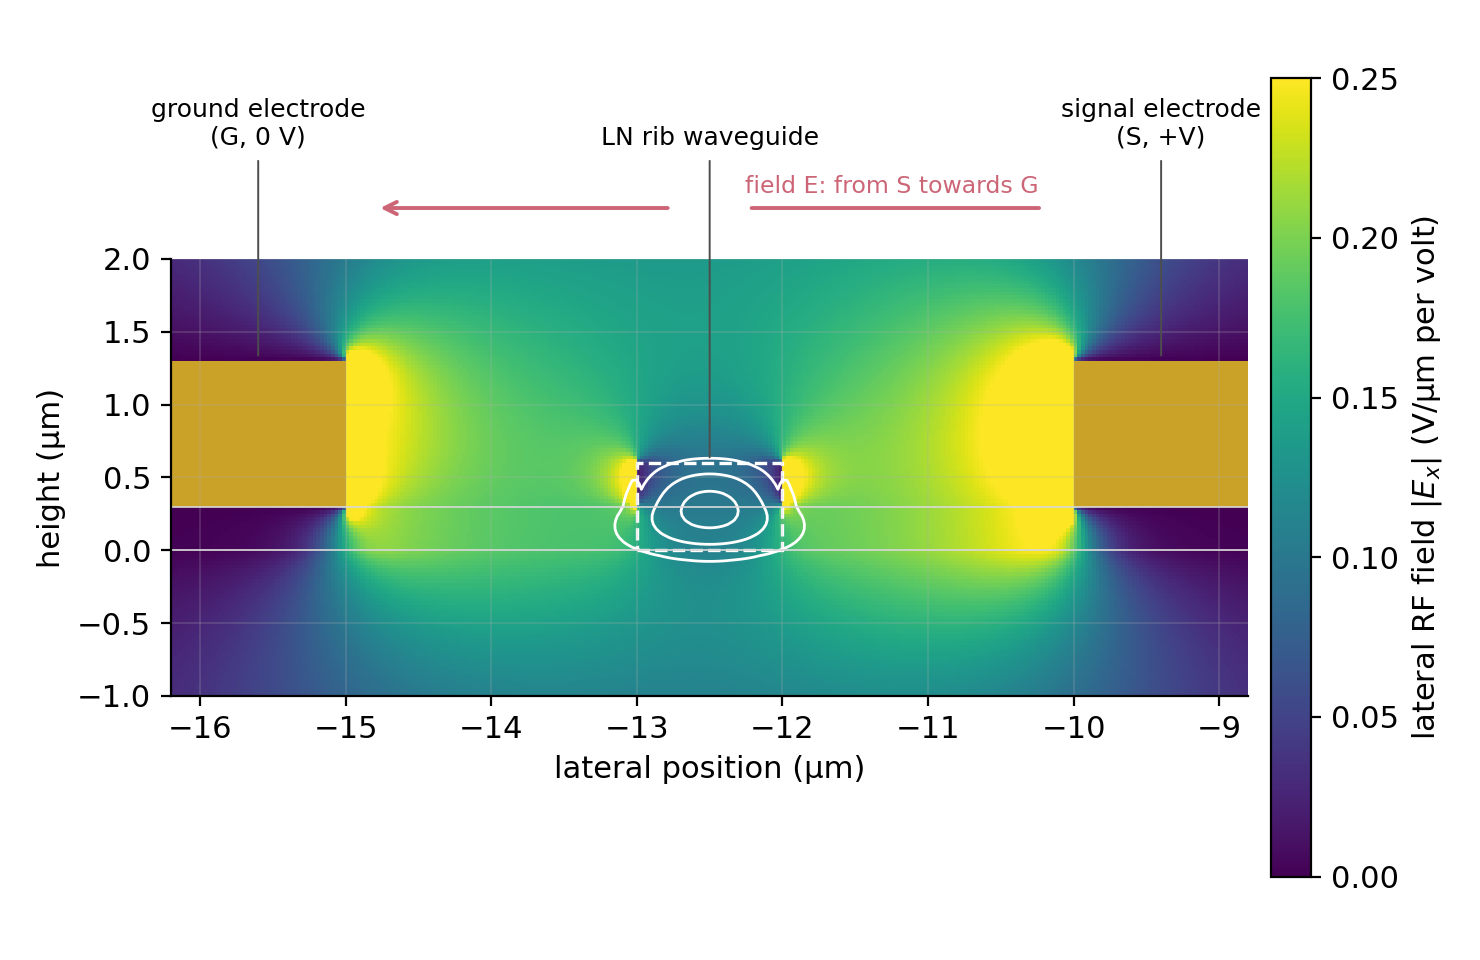 ground electrode
(G, 0 V)
LN rib waveguide
signal electrode
(S, +V)
field E: from S towards G
2.0
1.5
1.0
0.5
0.0
−0.5
−1.0
height (μm)
−16
−15
−14
−13
−12
−11
−10
−9
lateral position (μm)
0.25
0.20
0.15
0.10
0.05
0.00
lateral RF field |Eₓ| (V/μm per volt)